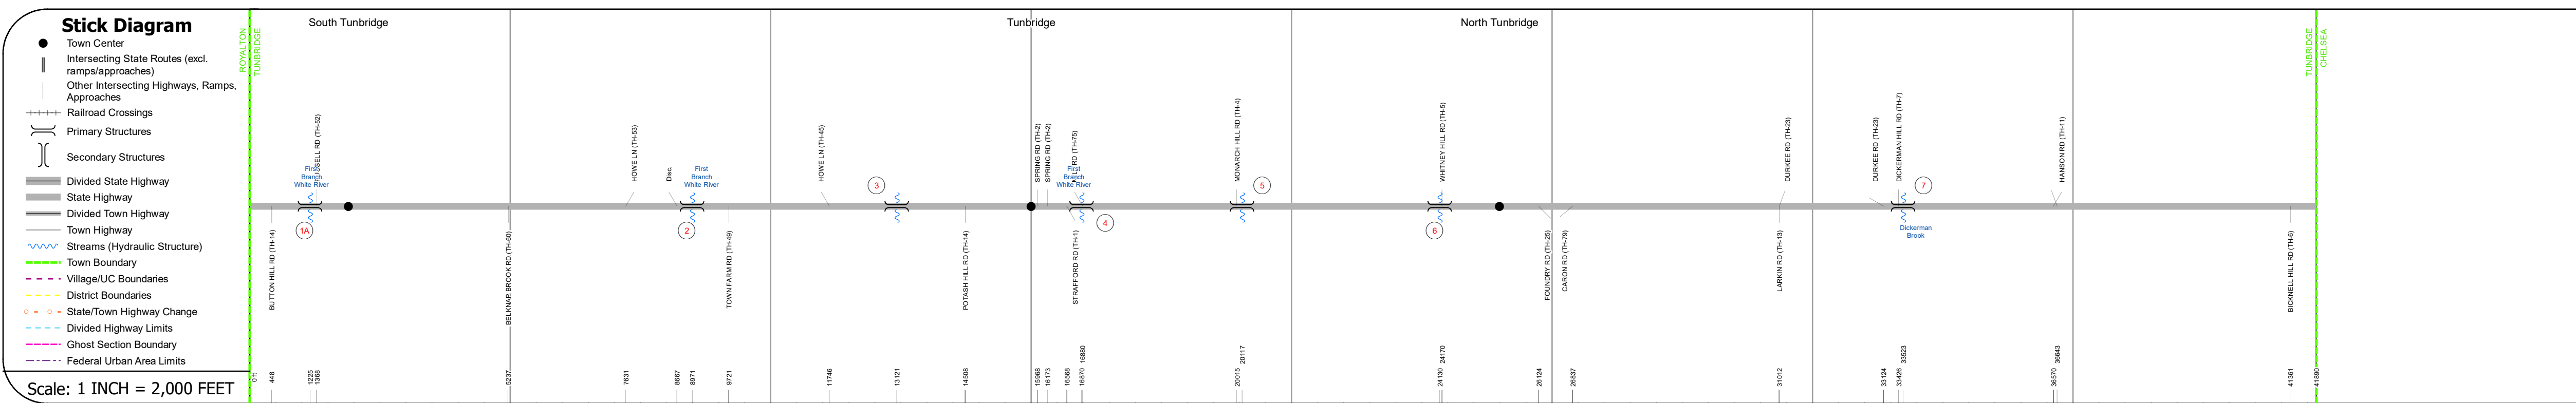 Stick Diagram
Town Center
Intersecting State Routes (excl.
ramps/approaches)
Other Intersecting Highways, Ramps,
Approaches
Railroad Crossings
Primary Structures
Secondary Structures
Divided State Highway
State Highway
Divided Town Highway
Town Highway
Streams (Hydraulic Structure)
Town Boundary
Village/UC Boundaries
District Boundaries
State/Town Highway Change
Divided Highway Limits
Ghost Section Boundary
Federal Urban Area Limits
Scale: 1 INCH = 2,000 FEET
South Tunbridge
Tunbridge
North Tunbridge
ROYALTON
TUNBRIDGE
TUNBRIDGE
CHELSEA
RD (TH-52)
HOWE LN (TH-53)
Disc.
HOWE LN (TH-45)
SPRING RD (TH-2)
SPRING RD (TH-2)
RD (TH-75)
MONARCH HILL RD (TH-4)
WHITNEY HILL RD (TH-5)
DURKEE RD (TH-23)
DURKEE RD (TH-23)
DICKERMAN HILL RD (TH-7)
HANSON RD (TH-11)
First
Branch
White River
First
Branch
White River
First
Branch
White River
Dickerman
Brook
1A
2
3
4
5
6
7
BUTTON HILL RD (TH-14)
BELKNAP BROOK RD (TH-60)
TOWN FARM RD (TH-49)
POTASH HILL RD (TH-14)
STRAFFORD RD (TH-1)
FOUNDRY RD (TH-25)
CARON RD (TH-79)
LARKIN RD (TH-13)
BICKNELL HILL RD (TH-6)
0 ft
448
1225
1368
5237
7631
8667
8971
9721
11746
13121
14508
15968
16173
16568
16870
16880
20015
20117
24130
24170
26124
26837
31012
33124
33426
33523
36570
36643
41361
41890